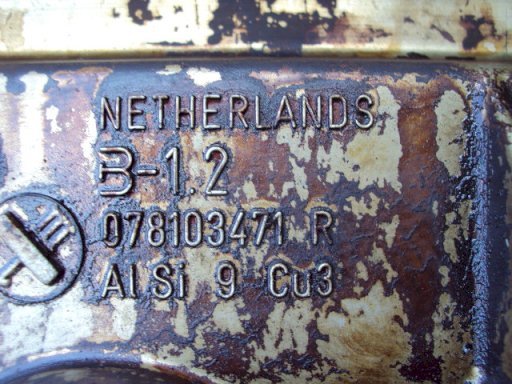 NETHERLANDS
B-1.2
078103471 R
Al Si 9 Cu3